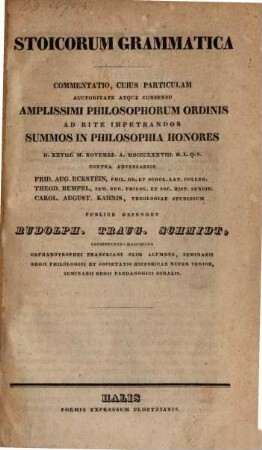 STOICORUM GRAMMATICA
COMMENTATIO, CUIUS PARTICULAM
AUCTORITATE ATQUE CONSENSU
AMPLISSIMI PHILOSOPHORUM ORDINIS
AD RITE IMPETRANDOS
SUMMOS IN PHILOSOPHIA HONORES
D. XXVIII. M. NOVEMBR. A. MDCCCXXXVIII. H. L. Q. S.
CONTRA ADVERSARIOS
FRID. AUG. ECKSTEIN, PHIL. DR. ET SCHOL. LAT. COLLEG.
THEOD. HEMPEL, SEM. REG. PHILOL. ET SOC. HIST. SENIOR.
CAROL. AUGUST. KAHNIS, THEOLOGIAE STUDIOSUM
PUBLICE DEFENDET
RUDOLPH. TRAUG. SCHMIDT,
ORPHANOTROPHEI FRANCKIANI OLIM ALUMNUS, SEMINARII
REGII PHILOLOGICI ET SOCIETATIS HISTORICAE NUPER SENIOR,
SEMINARII REGII PAEDAGOGICI SODALIS.
HALIS
FORMIS EXPRESSUM PLOETZIANIS.